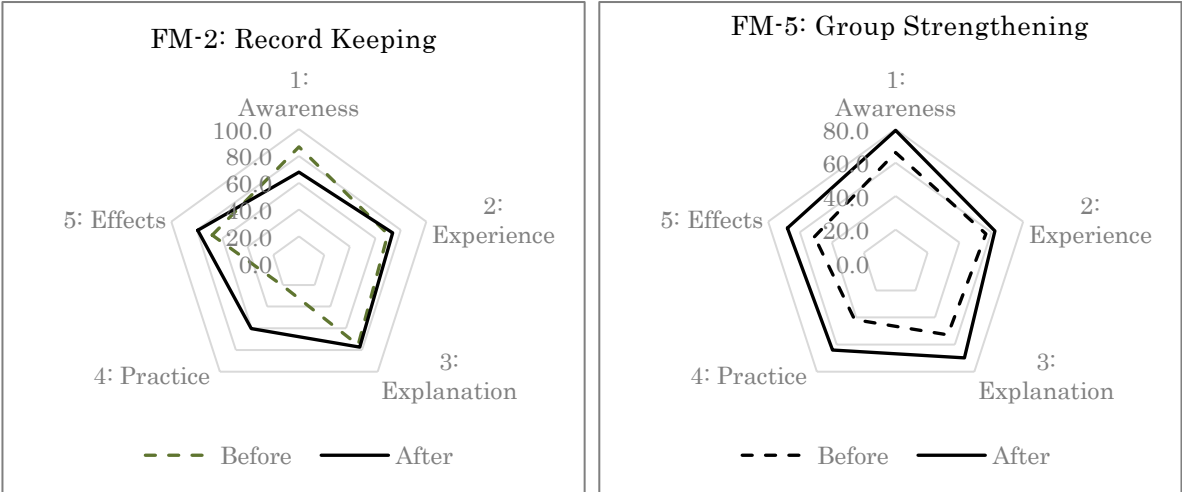 FM-2: Record Keeping
1:
Awareness
100.0
80.0
60.0
40.0
20.0
0.0
2:
Experience
3:
Explanation
4: Practice
5: Effects
Before
After
FM-5: Group Strengthening
1:
Awareness
80.0
60.0
40.0
20.0
0.0
2:
Experience
3:
Explanation
4: Practice
5: Effects
Before
After